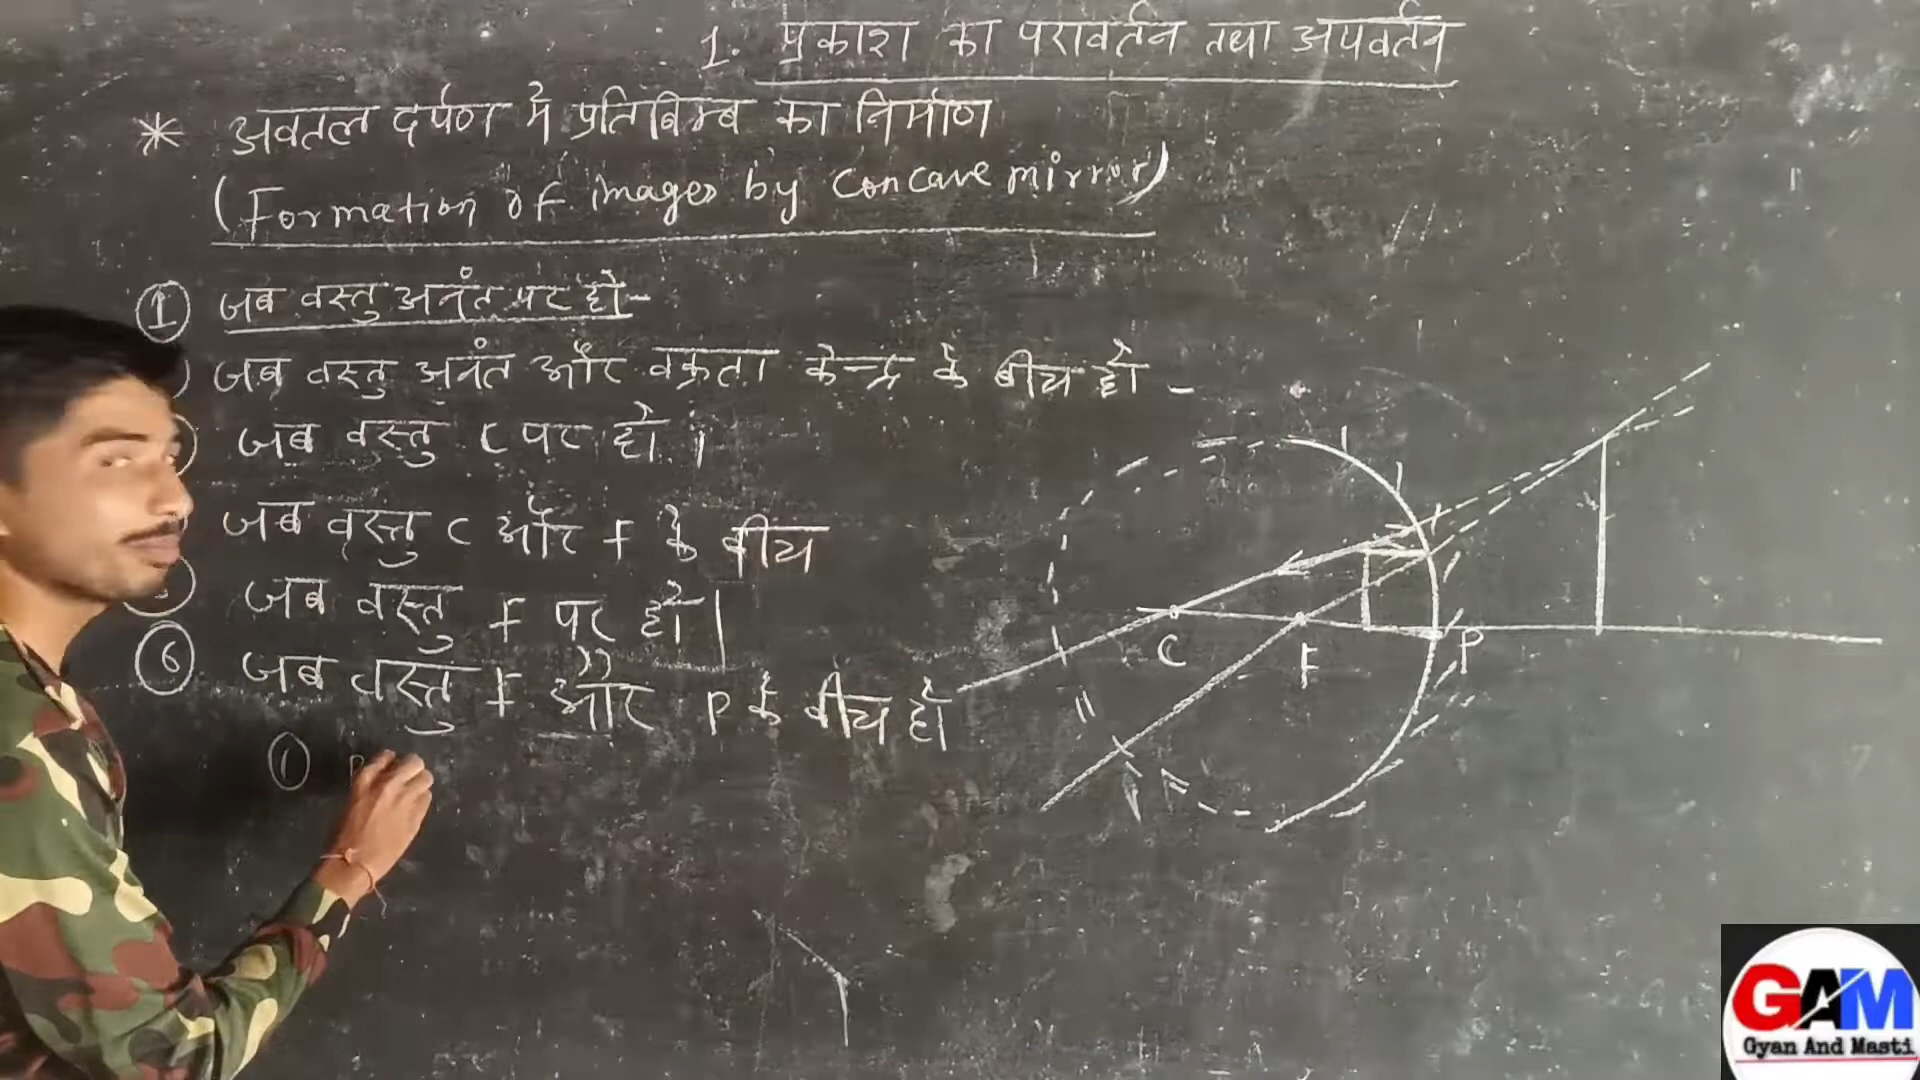 1. प्रकाश का परावर्तन तथा अपवर्तन
* अवतल दर्पण में प्रतिबिम्ब का निर्माण
(Formation of images by Concave mirror)
① जब वस्तु अनंत पर हो-
जब वस्तु अनंत और वक्रता केन्द्र के बीच हो -
जब वस्तु C पर हो।
जब वस्तु C और F के बीच
जब वस्तु F पर हो।
⑥ जब वस्तु F और P के बीच हो
①
C F P
GAM
Gyan And Masti